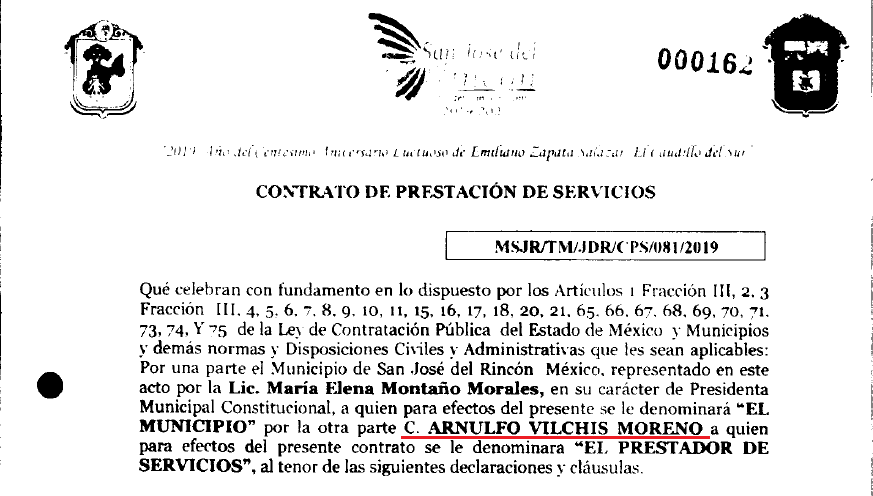 San Jose del
000162
"2019. Año del Centésimo Aniversario Luctuoso de Emiliano Zapata Salazar. El Caudillo del Sur"
CONTRATO DE PRESTACIÓN DE SERVICIOS
MSJR/TM/JDR/CPS/081/2019
Qué celebran con fundamento en lo dispuesto por los Artículos 1 Fracción III, 2, 3
Fracción III, 4, 5, 6, 7, 8, 9, 10, 11, 15, 16, 17, 18, 20, 21, 65, 66, 67, 68, 69, 70, 71,
73, 74, Y 75 de la Ley de Contratación Pública del Estado de México y Municipios
y demás normas y Disposiciones Civiles y Administrativas que les sean aplicables:
Por una parte el Municipio de San José del Rincón México, representado en este
acto por la Lic. María Elena Montaño Morales, en su carácter de Presidenta
Municipal Constitucional, a quien para efectos del presente se le denominará "EL
MUNICIPIO" por la otra parte C. ARNULFO VILCHIS MORENO a quien
para efectos del presente contrato se le denominara "EL PRESTADOR DE
SERVICIOS", al tenor de las siguientes declaraciones y cláusulas.